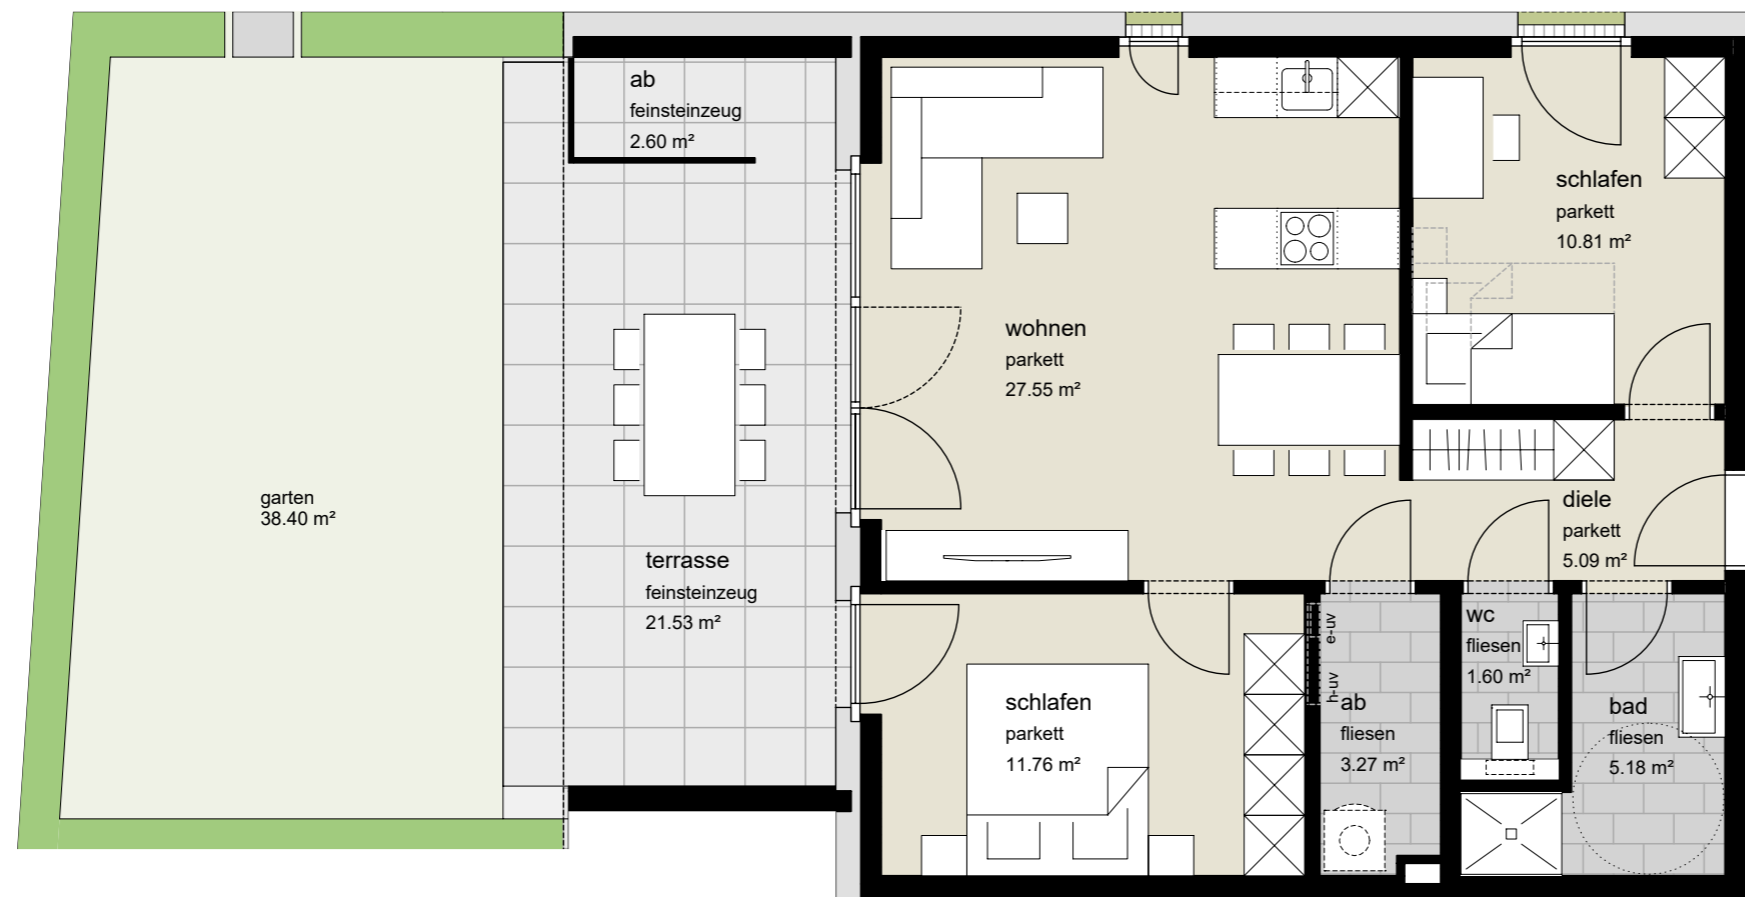 ab
feinsteinzeug
2.60 m²
schlafen
parkett
10.81 m²
wohnen
parkett
27.55 m²
garten
38.40 m²
diele
parkett
5.09 m²
terrasse
feinsteinzeug
21.53 m²
e-uv
h-uv
wc
fliesen
1.60 m²
schlafen
parkett
11.76 m²
ab
fliesen
3.27 m²
bad
fliesen
5.18 m²